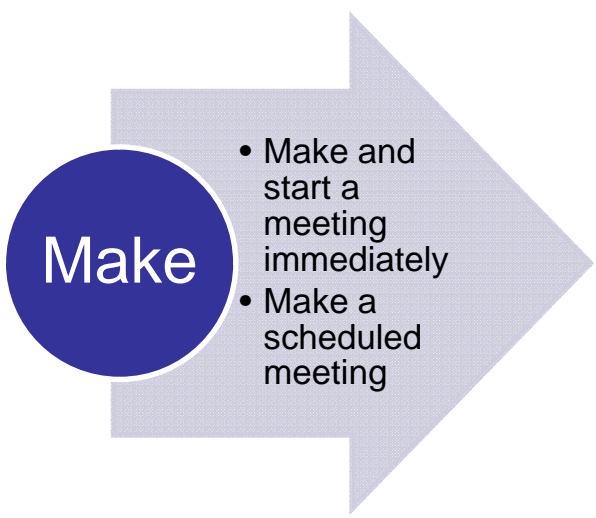 Make
• Make and
start a
meeting
immediately
• Make a
scheduled
meeting